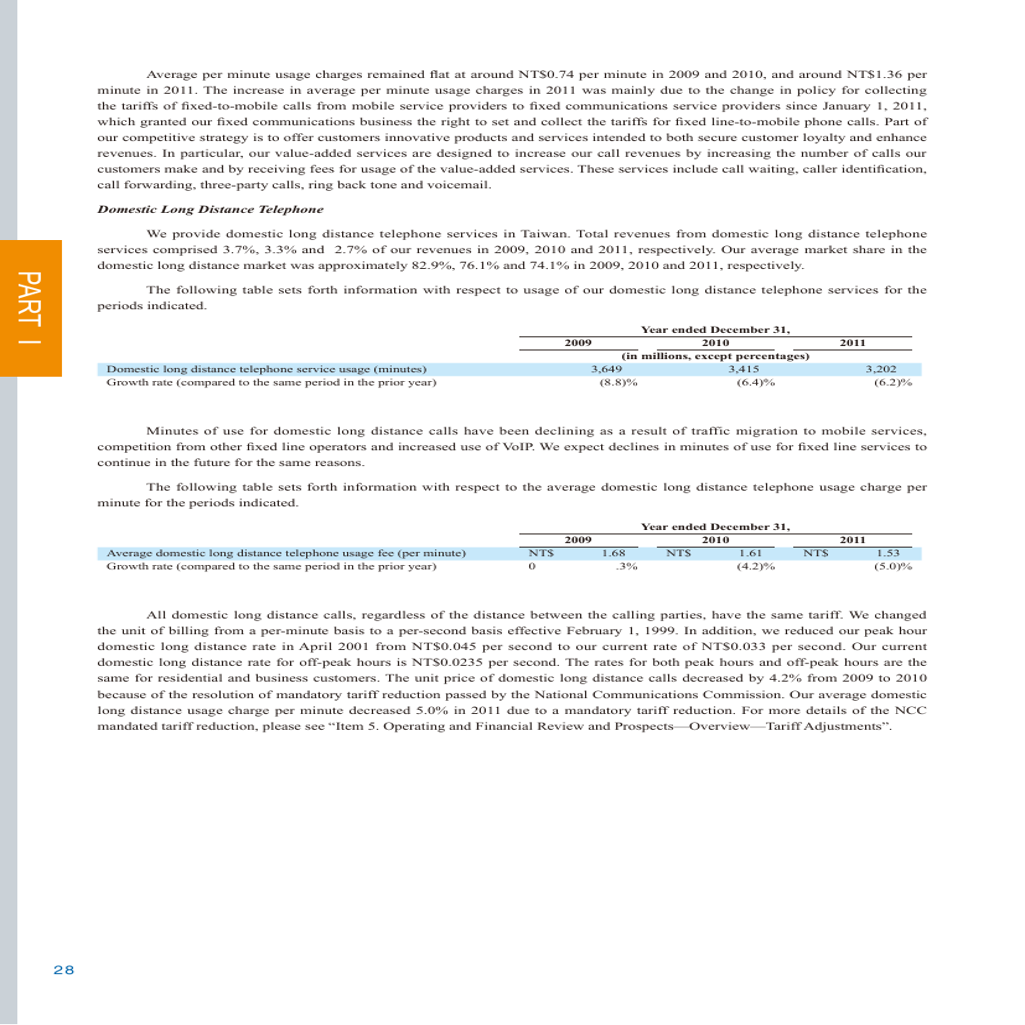 Average per minute usage charges remained flat at around NT$0.74 per minute in 2009 and 2010, and around NT$1.36 per
minute in 2011. The increase in average per minute usage charges in 2011 was mainly due to the change in policy for collecting
the tariffs of fixed-to-mobile calls from mobile service providers to fixed communications service providers since January 1, 2011,
which granted our fixed communications business the right to set and collect the tariffs for fixed line-to-mobile phone calls. Part of
our competitive strategy is to offer customers innovative products and services intended to both secure customer loyalty and enhance
revenues. In particular, our value-added services are designed to increase our call revenues by increasing the number of calls our
customers make and by receiving fees for usage of the value-added services. These services include call waiting, caller identification,
call forwarding, three-party calls, ring back tone and voicemail.
Domestic Long Distance Telephone
We provide domestic long distance telephone services in Taiwan. Total revenues from domestic long distance telephone
services comprised 3.7%, 3.3% and 2.7% of our revenues in 2009, 2010 and 2011, respectively. Our average market share in the
domestic long distance market was approximately 82.9%, 76.1% and 74.1% in 2009, 2010 and 2011, respectively.
PART I
The following table sets forth information with respect to usage of our domestic long distance telephone services for the
periods indicated.
Year ended December 31,
2009 2010 2011
(in millions, except percentages)
Domestic long distance telephone service usage (minutes) 3,649 3,415 3,202
Growth rate (compared to the same period in the prior year) (8.8)% (6.4)% (6.2)%
Minutes of use for domestic long distance calls have been declining as a result of traffic migration to mobile services,
competition from other fixed line operators and increased use of VoIP. We expect declines in minutes of use for fixed line services to
continue in the future for the same reasons.
The following table sets forth information with respect to the average domestic long distance telephone usage charge per
minute for the periods indicated.
Year ended December 31,
2009 2010 2011
Average domestic long distance telephone usage fee (per minute) NT$ 1.68 NT$ 1.61 NT$ 1.53
Growth rate (compared to the same period in the prior year) 0 .3% (4.2)% (5.0)%
All domestic long distance calls, regardless of the distance between the calling parties, have the same tariff. We changed
the unit of billing from a per-minute basis to a per-second basis effective February 1, 1999. In addition, we reduced our peak hour
domestic long distance rate in April 2001 from NT$0.045 per second to our current rate of NT$0.033 per second. Our current
domestic long distance rate for off-peak hours is NT$0.0235 per second. The rates for both peak hours and off-peak hours are the
same for residential and business customers. The unit price of domestic long distance calls decreased by 4.2% from 2009 to 2010
because of the resolution of mandatory tariff reduction passed by the National Communications Commission. Our average domestic
long distance usage charge per minute decreased 5.0% in 2011 due to a mandatory tariff reduction. For more details of the NCC
mandated tariff reduction, please see “Item 5. Operating and Financial Review and Prospects—Overview—Tariff Adjustments”.
28